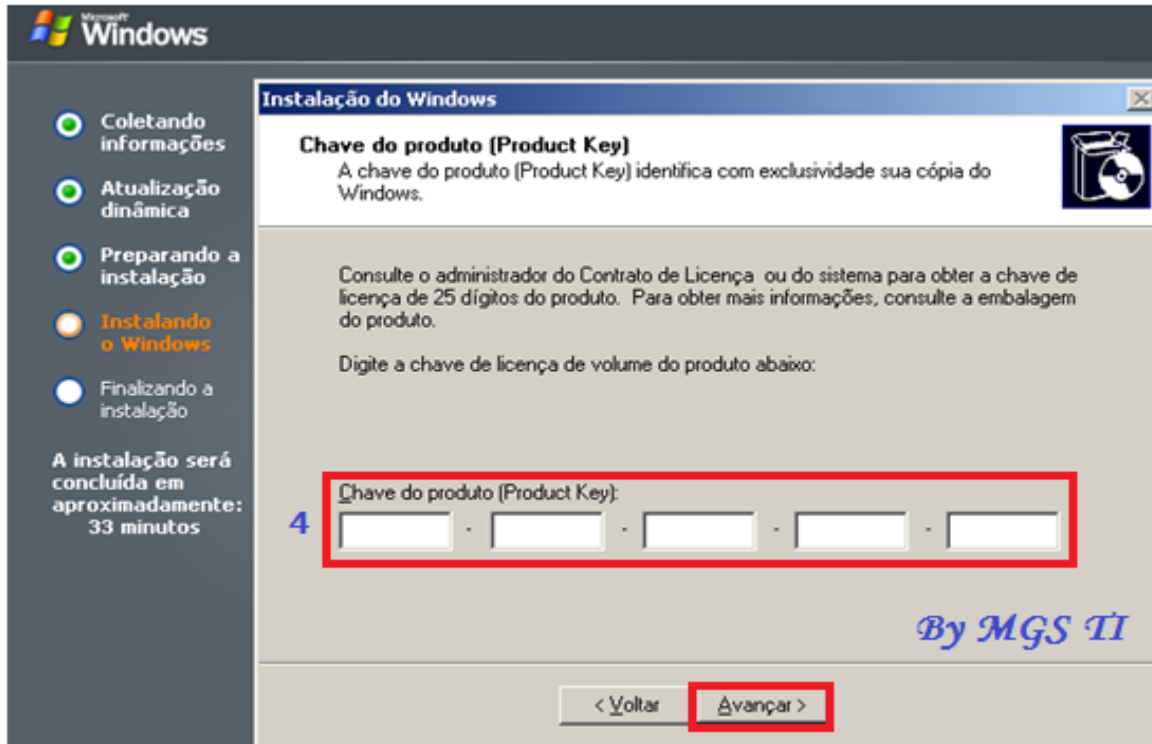 Microsoft
Windows
Coletando
informações
Atualização
dinâmica
Preparando a
instalação
Instalando
o Windows
Finalizando a
instalação
A instalação será
concluída em
aproximadamente:
33 minutos
Instalação do Windows
Chave do produto (Product Key)
A chave do produto (Product Key) identifica com exclusividade sua cópia do
Windows.
Consulte o administrador do Contrato de Licença ou do sistema para obter a chave de
licença de 25 dígitos do produto. Para obter mais informações, consulte a embalagem
do produto.
Digite a chave de licença de volume do produto abaixo:
Chave do produto (Product Key):
4 - - - -
By MGS TI
< Voltar Avançar >